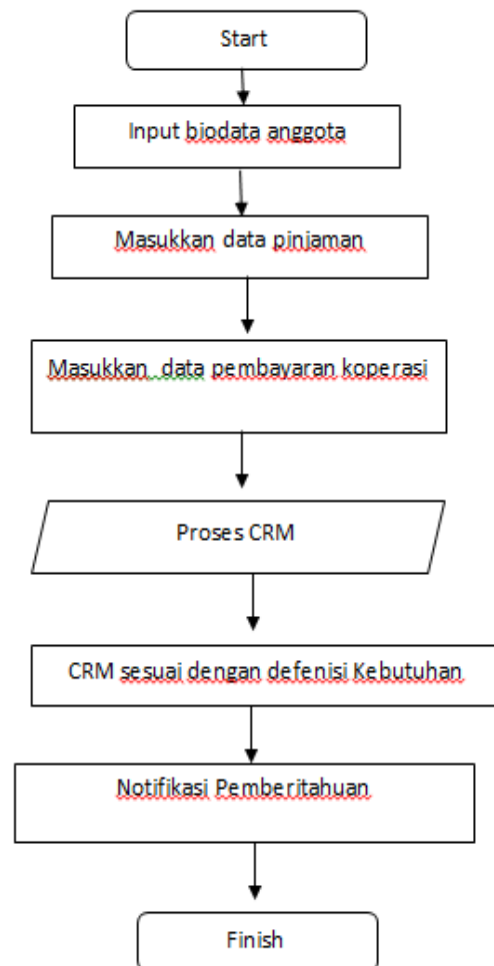 Start
Input biodata anggota
Masukkan data pinjaman
Masukkan data pembayaran koperasi
Proses CRM
CRM sesuai dengan defenisi Kebutuhan
Notifikasi Pemberitahuan
Finish